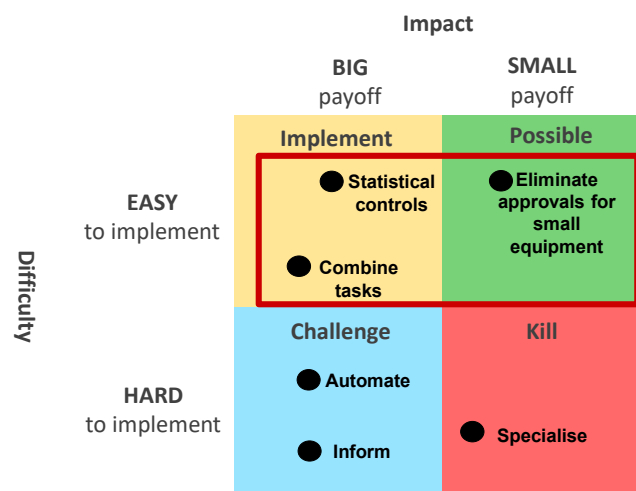 Impact
BIG
payoff
SMALL
payoff
Implement
Possible
EASY
to implement
Statistical
controls
Eliminate
approvals for
small
equipment
Combine
tasks
Difficulty
Challenge
Kill
HARD
to implement
Automate
Inform
Specialise